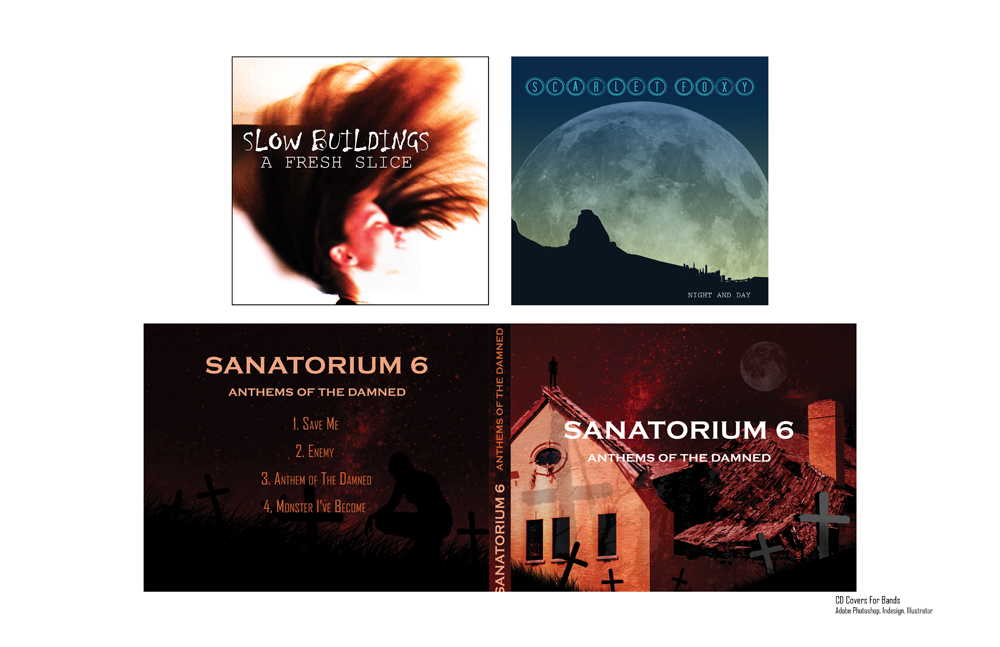 SLOW BUILDINGS
A FRESH SLICE
SCARLET FOXY
NIGHT AND DAY
SANATORIUM 6
ANTHEMS OF THE DAMNED
1. SAVE ME
2. ENEMY
3. ANTHEM OF THE DAMNED
4. MONSTER I'VE BECOME
SANATORIUM 6 ANTHEMS OF THE DAMNED
SANATORIUM 6
ANTHEMS OF THE DAMNED
CD Covers For Bands
Adobe Photoshop, Indesign, Illustrator